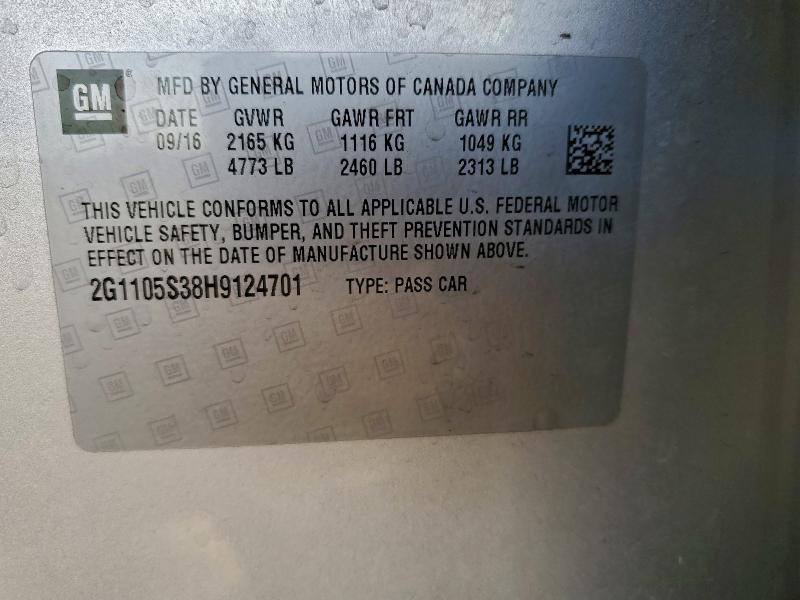 GM
MFD BY GENERAL MOTORS OF CANADA COMPANY
DATE GVWR GAWR FRT GAWR RR
09/16 2165 KG 1116 KG 1049 KG
4773 LB 2460 LB 2313 LB
THIS VEHICLE CONFORMS TO ALL APPLICABLE U.S. FEDERAL MOTOR
VEHICLE SAFETY, BUMPER, AND THEFT PREVENTION STANDARDS IN
EFFECT ON THE DATE OF MANUFACTURE SHOWN ABOVE.
2G1105S38H9124701 TYPE: PASS CAR